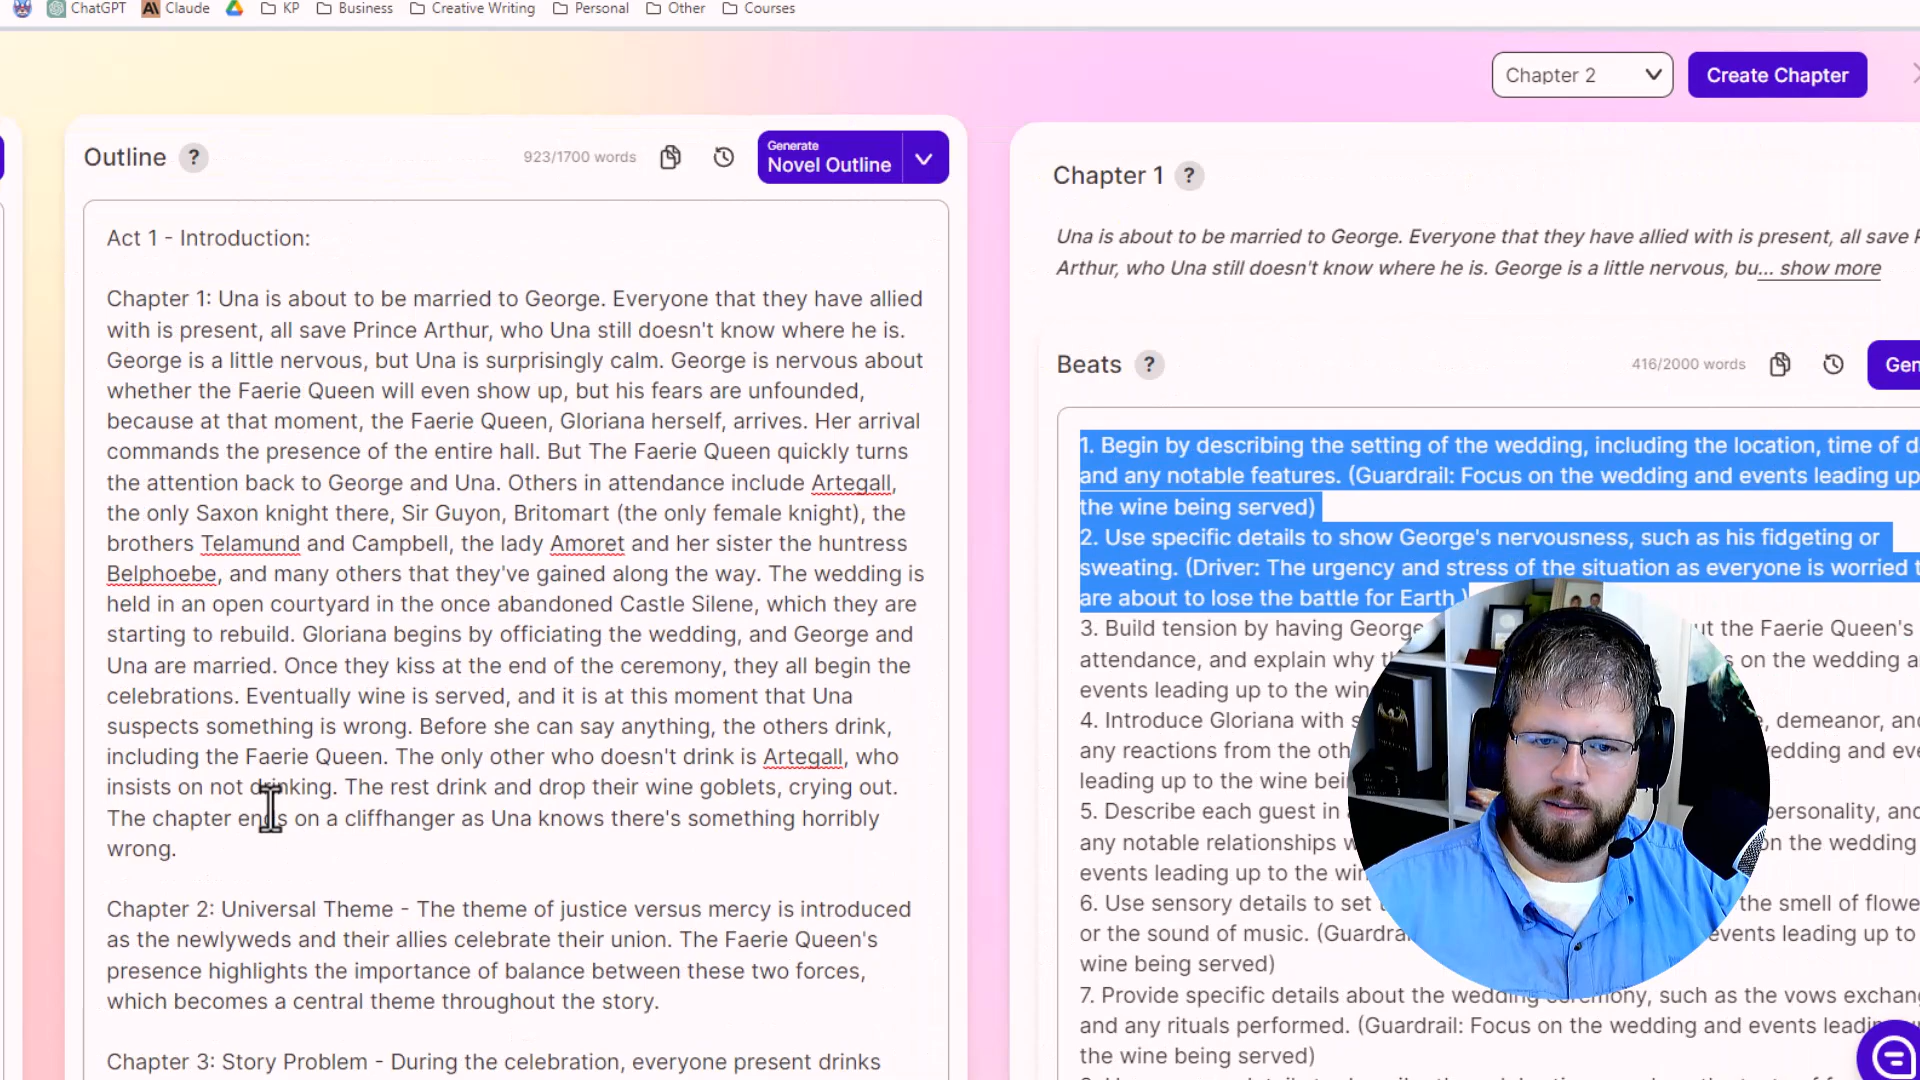 ChatGPT
Claude
KP
Business
Creative Writing
Personal
Other
Courses
Chapter 2
Create Chapter
Outline
?
923/1700 words
Generate
Novel Outline
Act 1 - Introduction:
Chapter 1: Una is about to be married to George. Everyone that they have allied
with is present, all save Prince Arthur, who Una still doesn't know where he is.
George is a little nervous, but Una is surprisingly calm. George is nervous about
whether the Faerie Queen will even show up, but his fears are unfounded,
because at that moment, the Faerie Queen, Gloriana herself, arrives. Her arrival
commands the presence of the entire hall. But The Faerie Queen quickly turns
the attention back to George and Una. Others in attendance include Artegall,
the only Saxon knight there, Sir Guyon, Britomart (the only female knight), the
brothers Telamund and Campbell, the lady Amoret and her sister the huntress
Belphoebe, and many others that they've gained along the way. The wedding is
held in an open courtyard in the once abandoned Castle Silene, which they are
starting to rebuild. Gloriana begins by officiating the wedding, and George and
Una are married. Once they kiss at the end of the ceremony, they all begin the
celebrations. Eventually wine is served, and it is at this moment that Una
suspects something is wrong. Before she can say anything, the others drink,
including the Faerie Queen. The only other who doesn't drink is Artegall, who
insists on not drinking. The rest drink and drop their wine goblets, crying out.
The chapter ends on a cliffhanger as Una knows there's something horribly
wrong.
Chapter 2: Universal Theme - The theme of justice versus mercy is introduced
as the newlyweds and their allies celebrate their union. The Faerie Queen's
presence highlights the importance of balance between these two forces,
which becomes a central theme throughout the story.
Chapter 3: Story Problem - During the celebration, everyone present drinks
Chapter 1
?
Una is about to be married to George. Everyone that they have allied with is present, all save
Arthur, who Una still doesn't know where he is. George is a little nervous, bu... show more
Beats
?
416/2000 words
1. Begin by describing the setting of the wedding, including the location, time of
and any notable features. (Guardrail: Focus on the wedding and events leading up
the wine being served)
2. Use specific details to show George's nervousness, such as his fidgeting or
sweating. (Driver: The urgency and stress of the situation as everyone is worried
are about to lose the battle for Earth.)
3. Build tension by having George the Faerie Queen's
attendance, and explain why on the wedding
events leading up to the
4. Introduce Gloriana with demeanor,
any reactions from the
leading up to the wine
5. Describe each guest in personality,
any notable relationships on the wedding
events leading up to the
6. Use sensory details to set the smell of
or the sound of music. events leading up to
wine being served)
7. Provide specific details about the wedding ceremony, such as the vows
and any rituals performed. (Guardrail: Focus on the wedding and events
the wine being served)